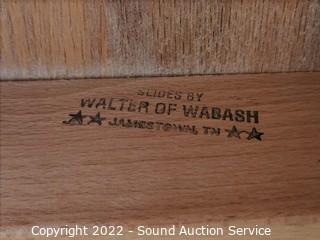 SLIDES BY
WALTER OF WABASH
JAMESTOWN, TN
Copyright 2022 - Sound Auction Service